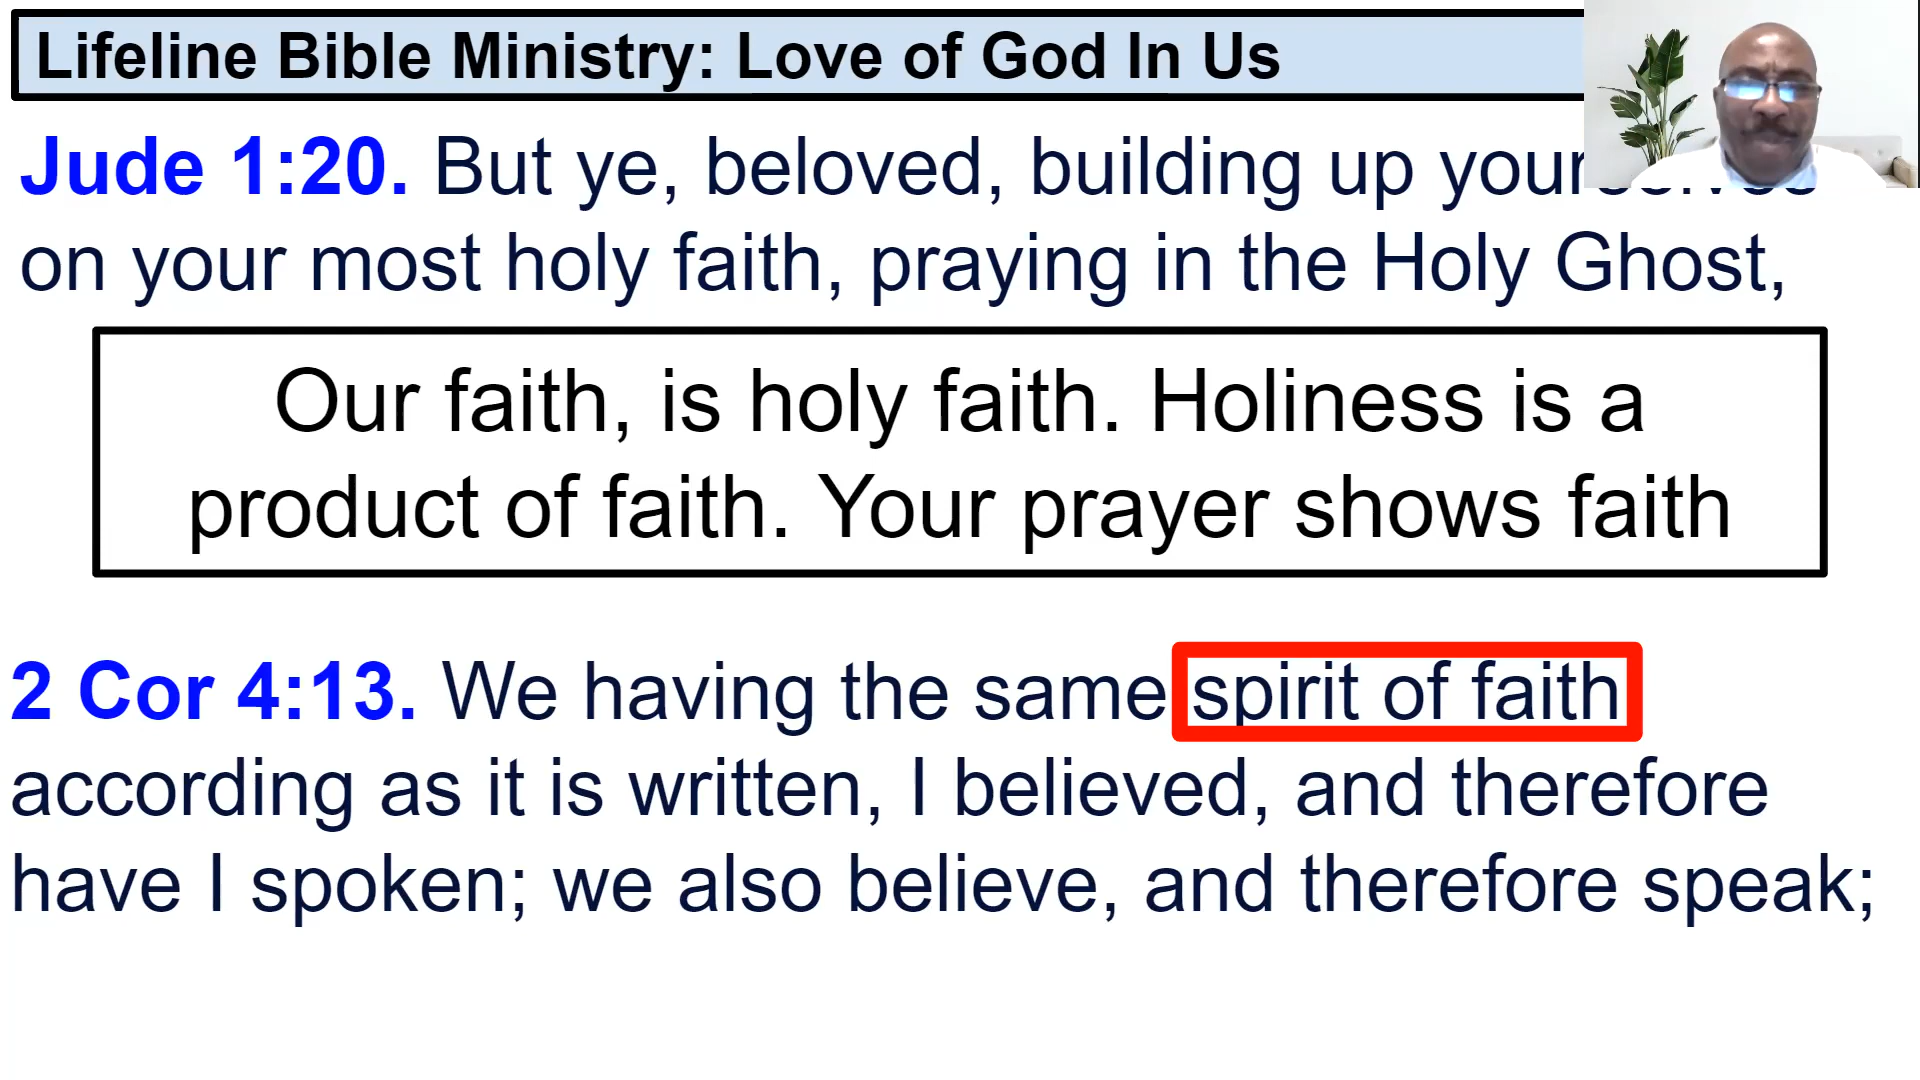 Lifeline Bible Ministry: Love of God In Us
Jude 1:20. But ye, beloved, building up yourselves
on your most holy faith, praying in the Holy Ghost,
Our faith, is holy faith. Holiness is a
product of faith. Your prayer shows faith
2 Cor 4:13. We having the same spirit of faith
according as it is written, I believed, and therefore
have I spoken; we also believe, and therefore speak;